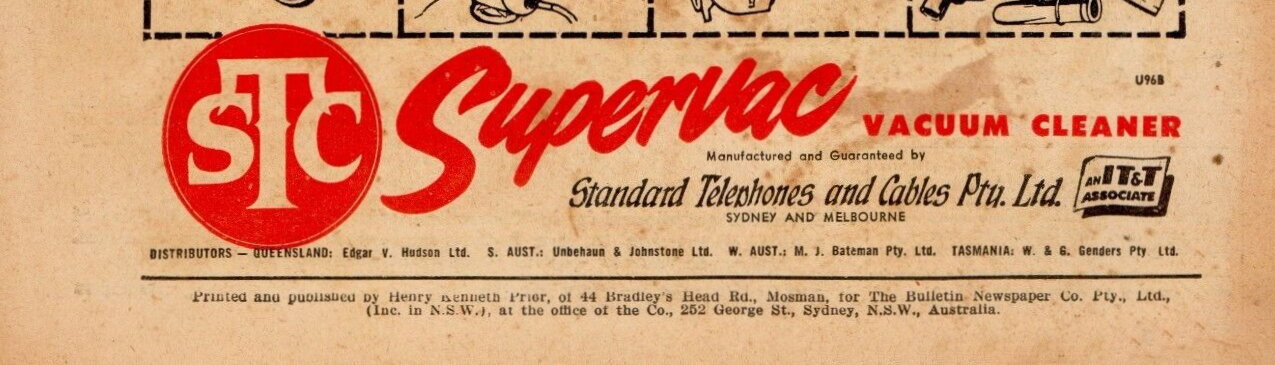 STC
Supervac
U96B
VACUUM CLEANER
Manufactured and Guaranteed by
Standard Telephones and Cables Pty. Ltd.
AN IT&T
ASSOCIATE
SYDNEY AND MELBOURNE
DISTRIBUTORS — QUEENSLAND: Edgar V. Hudson Ltd. S. AUST.: Unbehaun & Johnstone Ltd. W. AUST.: M. J. Bateman Pty. Ltd. TASMANIA: W. & G. Genders Pty Ltd.
Printed and published by Henry Kenneth Prior, of 44 Bradley's Head Rd., Mosman, for The Bulletin Newspaper Co. Pty., Ltd.,
(Inc. in N.S.W.), at the office of the Co., 252 George St., Sydney, N.S.W., Australia.